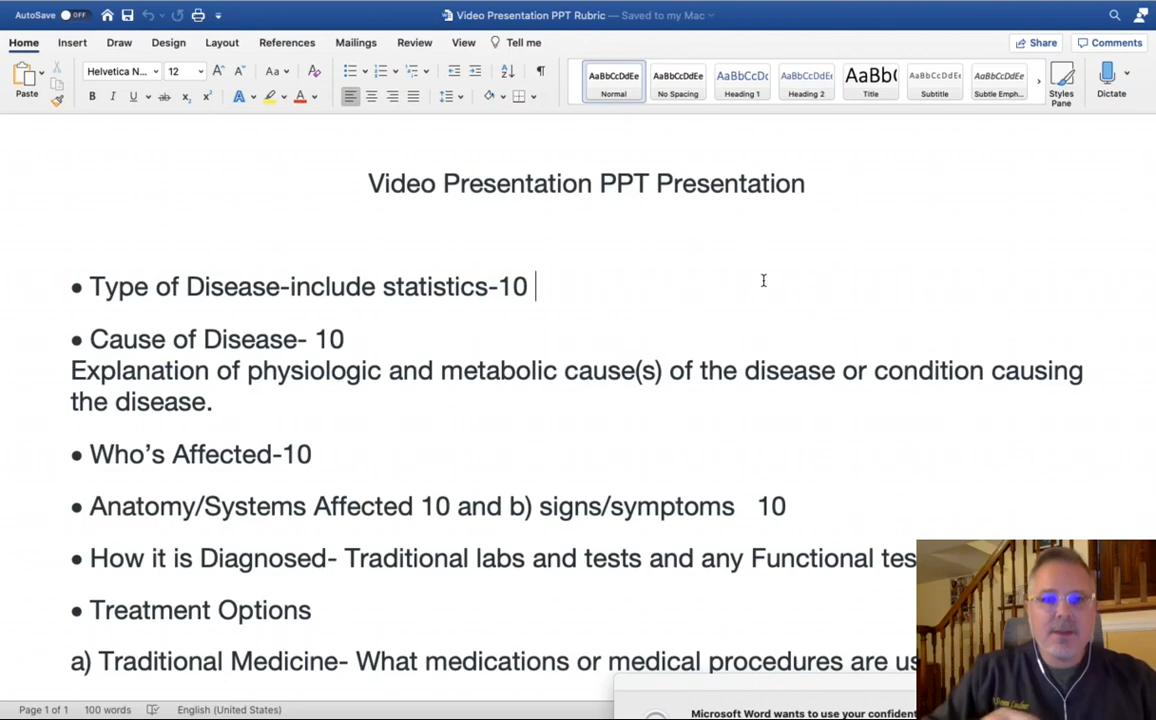 AutoSave OFF Video Presentation PPT Rubric — Saved to my Mac
Home Insert Draw Design Layout References Mailings Review View Tell me Share Comments
Paste Helvetica N... 12 Aa AaBbCcDdEe AaBbCcDdEe AaBbCcDc AaBbCcDdEe AaBb( AaBbCcDdEe AaBbCcDdEe
Normal No Spacing Heading 1 Heading 2 Title Subtitle Subtle Emph... Styles Pane Dictate
Video Presentation PPT Presentation
• Type of Disease-include statistics-10
• Cause of Disease- 10
Explanation of physiologic and metabolic cause(s) of the disease or condition causing
the disease.
• Who's Affected-10
• Anatomy/Systems Affected 10 and b) signs/symptoms 10
• How it is Diagnosed- Traditional labs and tests and any Functional tes
• Treatment Options
a) Traditional Medicine- What medications or medical procedures are us
Page 1 of 1 100 words English (United States)
Microsoft Word wants to use your confident